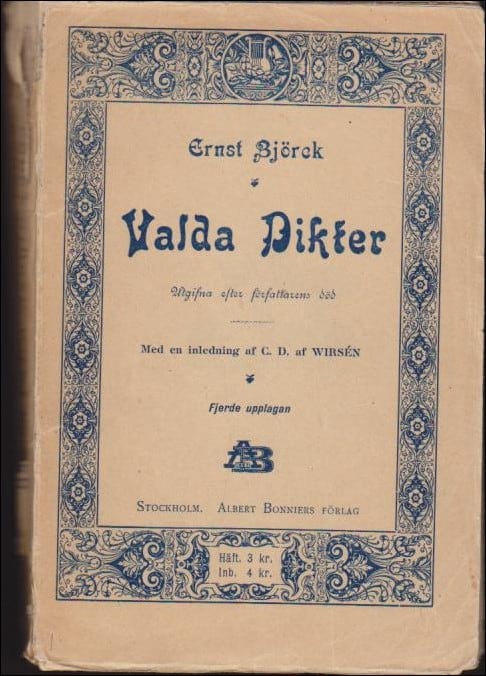 Ernst Björck
Valda Dikter
Utgifna efter författarens död
Med en inledning af C. D. af WIRSÉN
Fjerde upplagan
AB
STOCKHOLM. ALBERT BONNIERS FÖRLAG
Häft. 3 kr.
Inb. 4 kr.